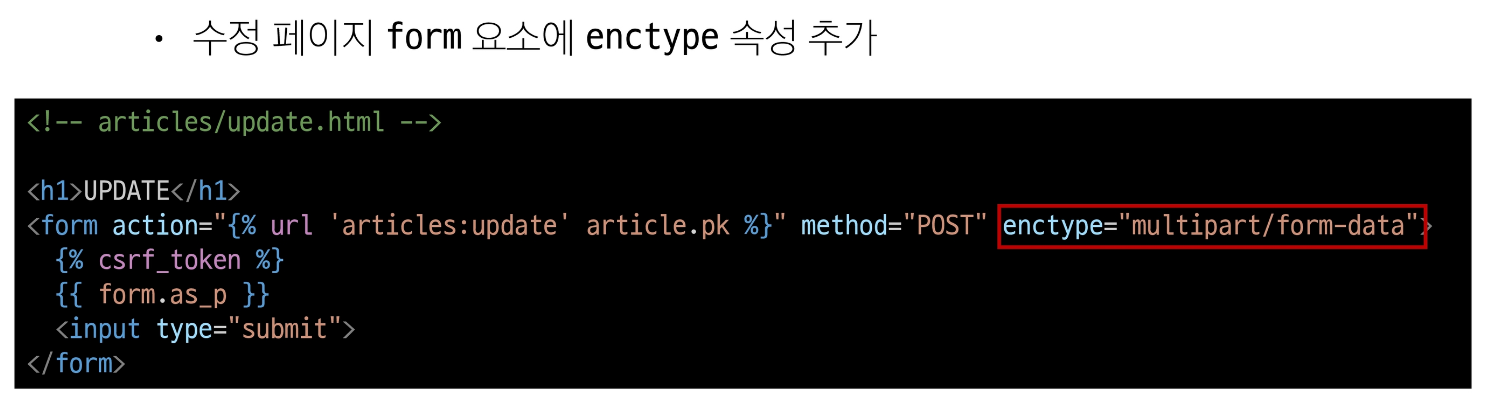 • 수정 페이지 form 요소에 enctype 속성 추가
<!-- articles/update.html -->
<h1>UPDATE</h1>
<form action="{% url 'articles:update' article.pk %}" method="POST" enctype="multipart/form-data">
{% csrf_token %}
{{ form.as_p }}
<input type="submit">
</form>